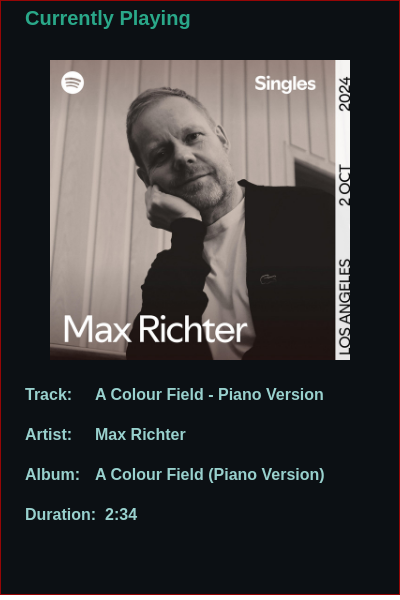 Currently Playing
Singles
2024
2 OCT
LOS ANGELES
Max Richter
Track: A Colour Field - Piano Version
Artist: Max Richter
Album: A Colour Field (Piano Version)
Duration: 2:34